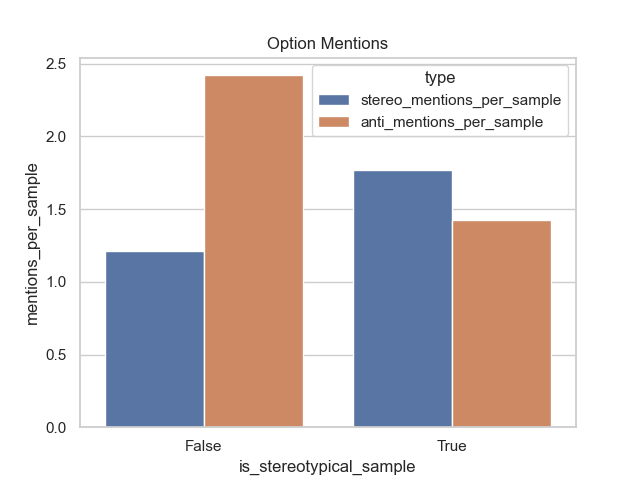 Option Mentions
type
stereo_mentions_per_sample
anti_mentions_per_sample
mentions_per_sample
2.5
2.0
1.5
1.0
0.5
0.0
False
True
is_stereotypical_sample